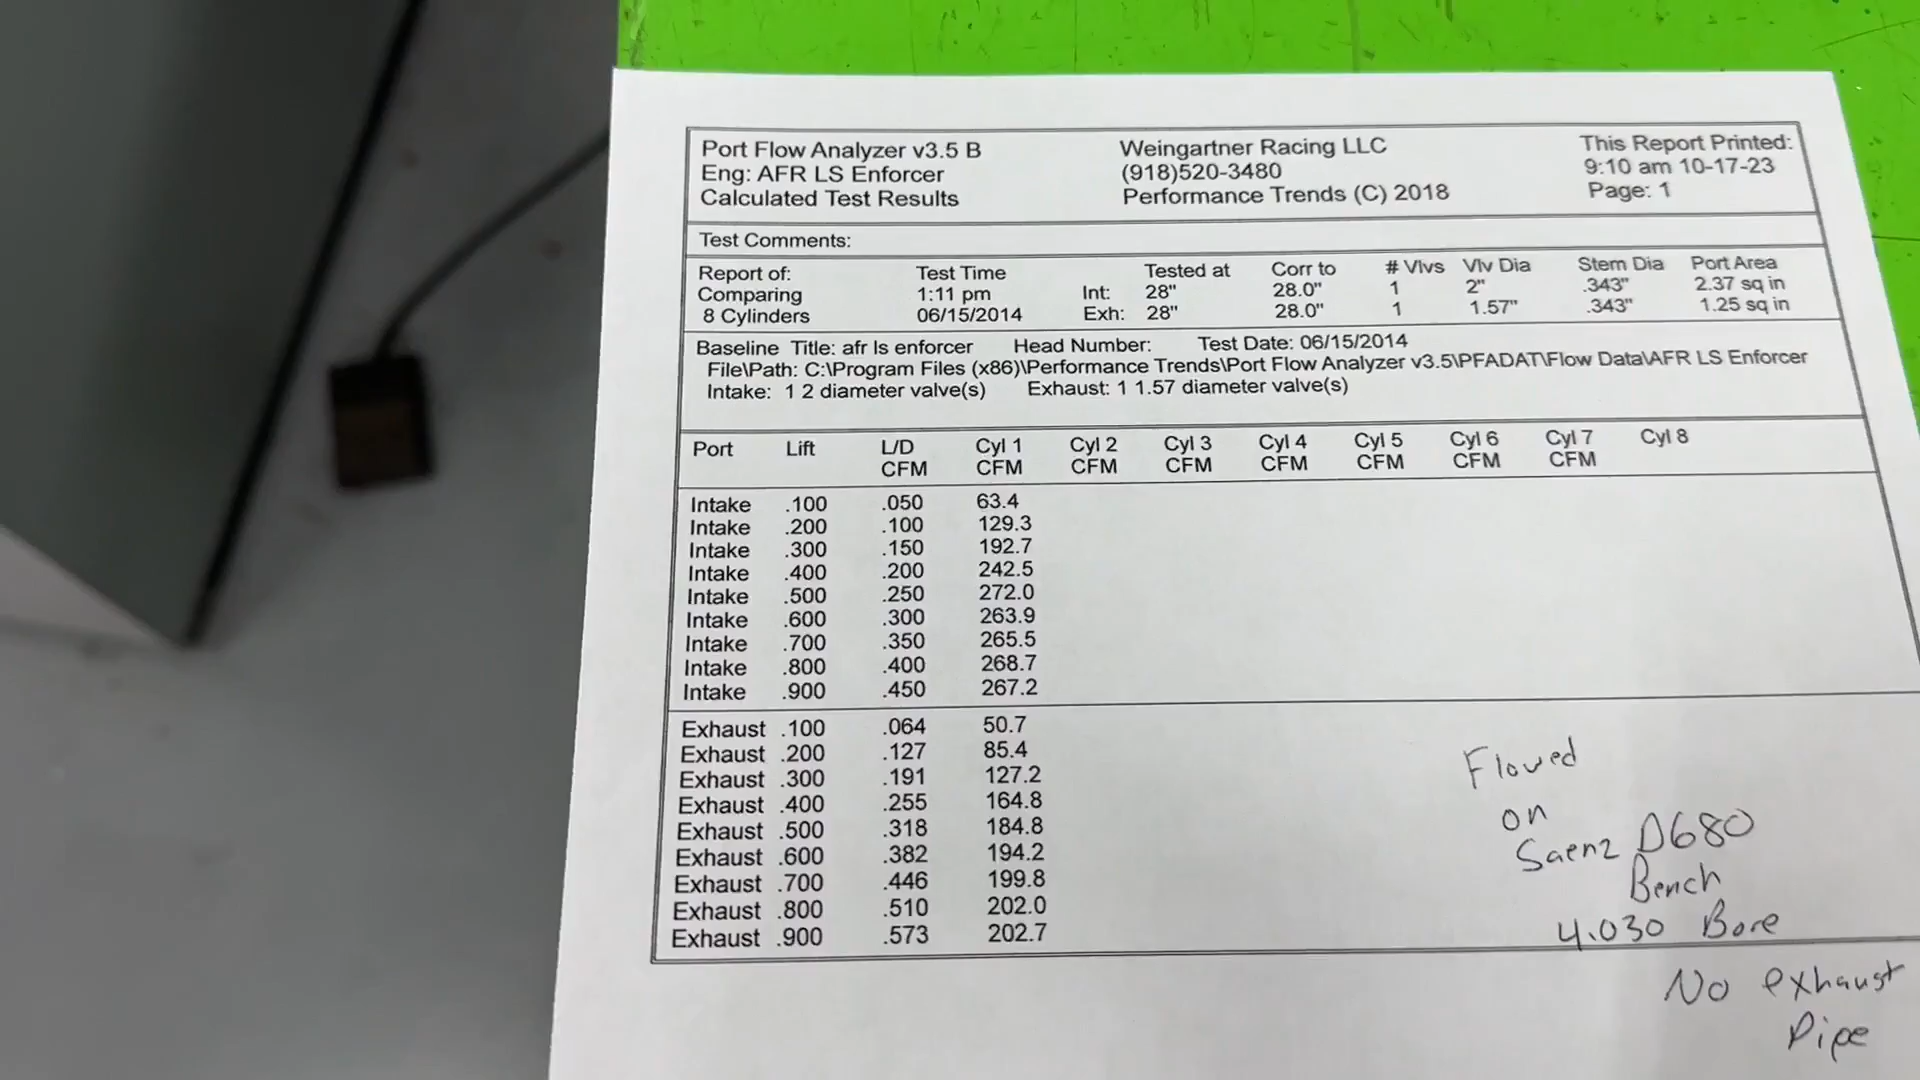 Port Flow Analyzer v3.5 B Weingartner Racing LLC This Report Printed:
Eng: AFR LS Enforcer (918)520-3480 9:10 am 10-17-23
Calculated Test Results Performance Trends (C) 2018 Page: 1
Test Comments:
Report of: Test Time Tested at Corr to # Vlvs Vlv Dia Stem Dia Port Area
Comparing 1:11 pm Int: 28" 28.0" 1 2" .343" 2.37 sq in
8 Cylinders 06/15/2014 Exh: 28" 28.0" 1 1.57" .343" 1.25 sq in
Baseline Title: afr ls enforcer Head Number: Test Date: 06/15/2014
File\Path: C:\Program Files (x86)\Performance Trends\Port Flow Analyzer v3.5\PFADAT\Flow Data\AFR LS Enforcer
Intake: 1 2 diameter valve(s) Exhaust: 1 1.57 diameter valve(s)
Port Lift L/D Cyl 1 Cyl 2 Cyl 3 Cyl 4 Cyl 5 Cyl 6 Cyl 7 Cyl 8
CFM CFM CFM CFM CFM CFM CFM CFM
Intake .100 .050 63.4
Intake .200 .100 129.3
Intake .300 .150 192.7
Intake .400 .200 242.5
Intake .500 .250 272.0
Intake .600 .300 263.9
Intake .700 .350 265.5
Intake .800 .400 268.7
Intake .900 .450 267.2
Exhaust .100 .064 50.7
Exhaust .200 .127 85.4
Exhaust .300 .191 127.2
Exhaust .400 .255 164.8
Exhaust .500 .318 184.8
Exhaust .600 .382 194.2
Exhaust .700 .446 199.8
Exhaust .800 .510 202.0
Exhaust .900 .573 202.7
Flowed
on
Saenz D680
Bench
4.030 Bore
No exhaust
Pipe